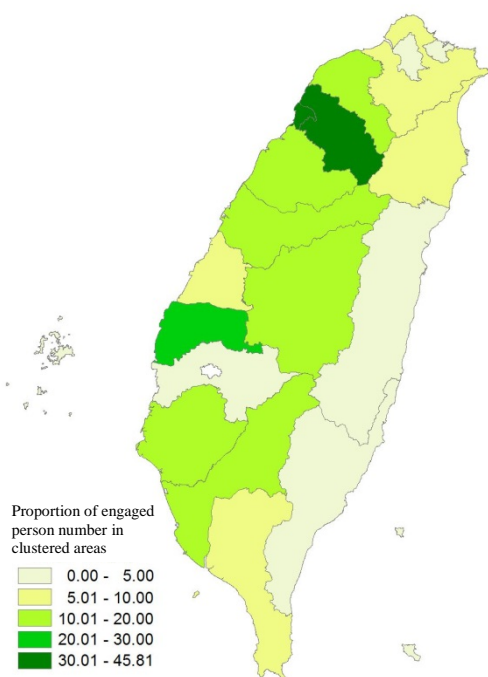 Proportion of engaged
person number in
clustered areas
0.00 - 5.00
5.01 - 10.00
10.01 - 20.00
20.01 - 30.00
30.01 - 45.81